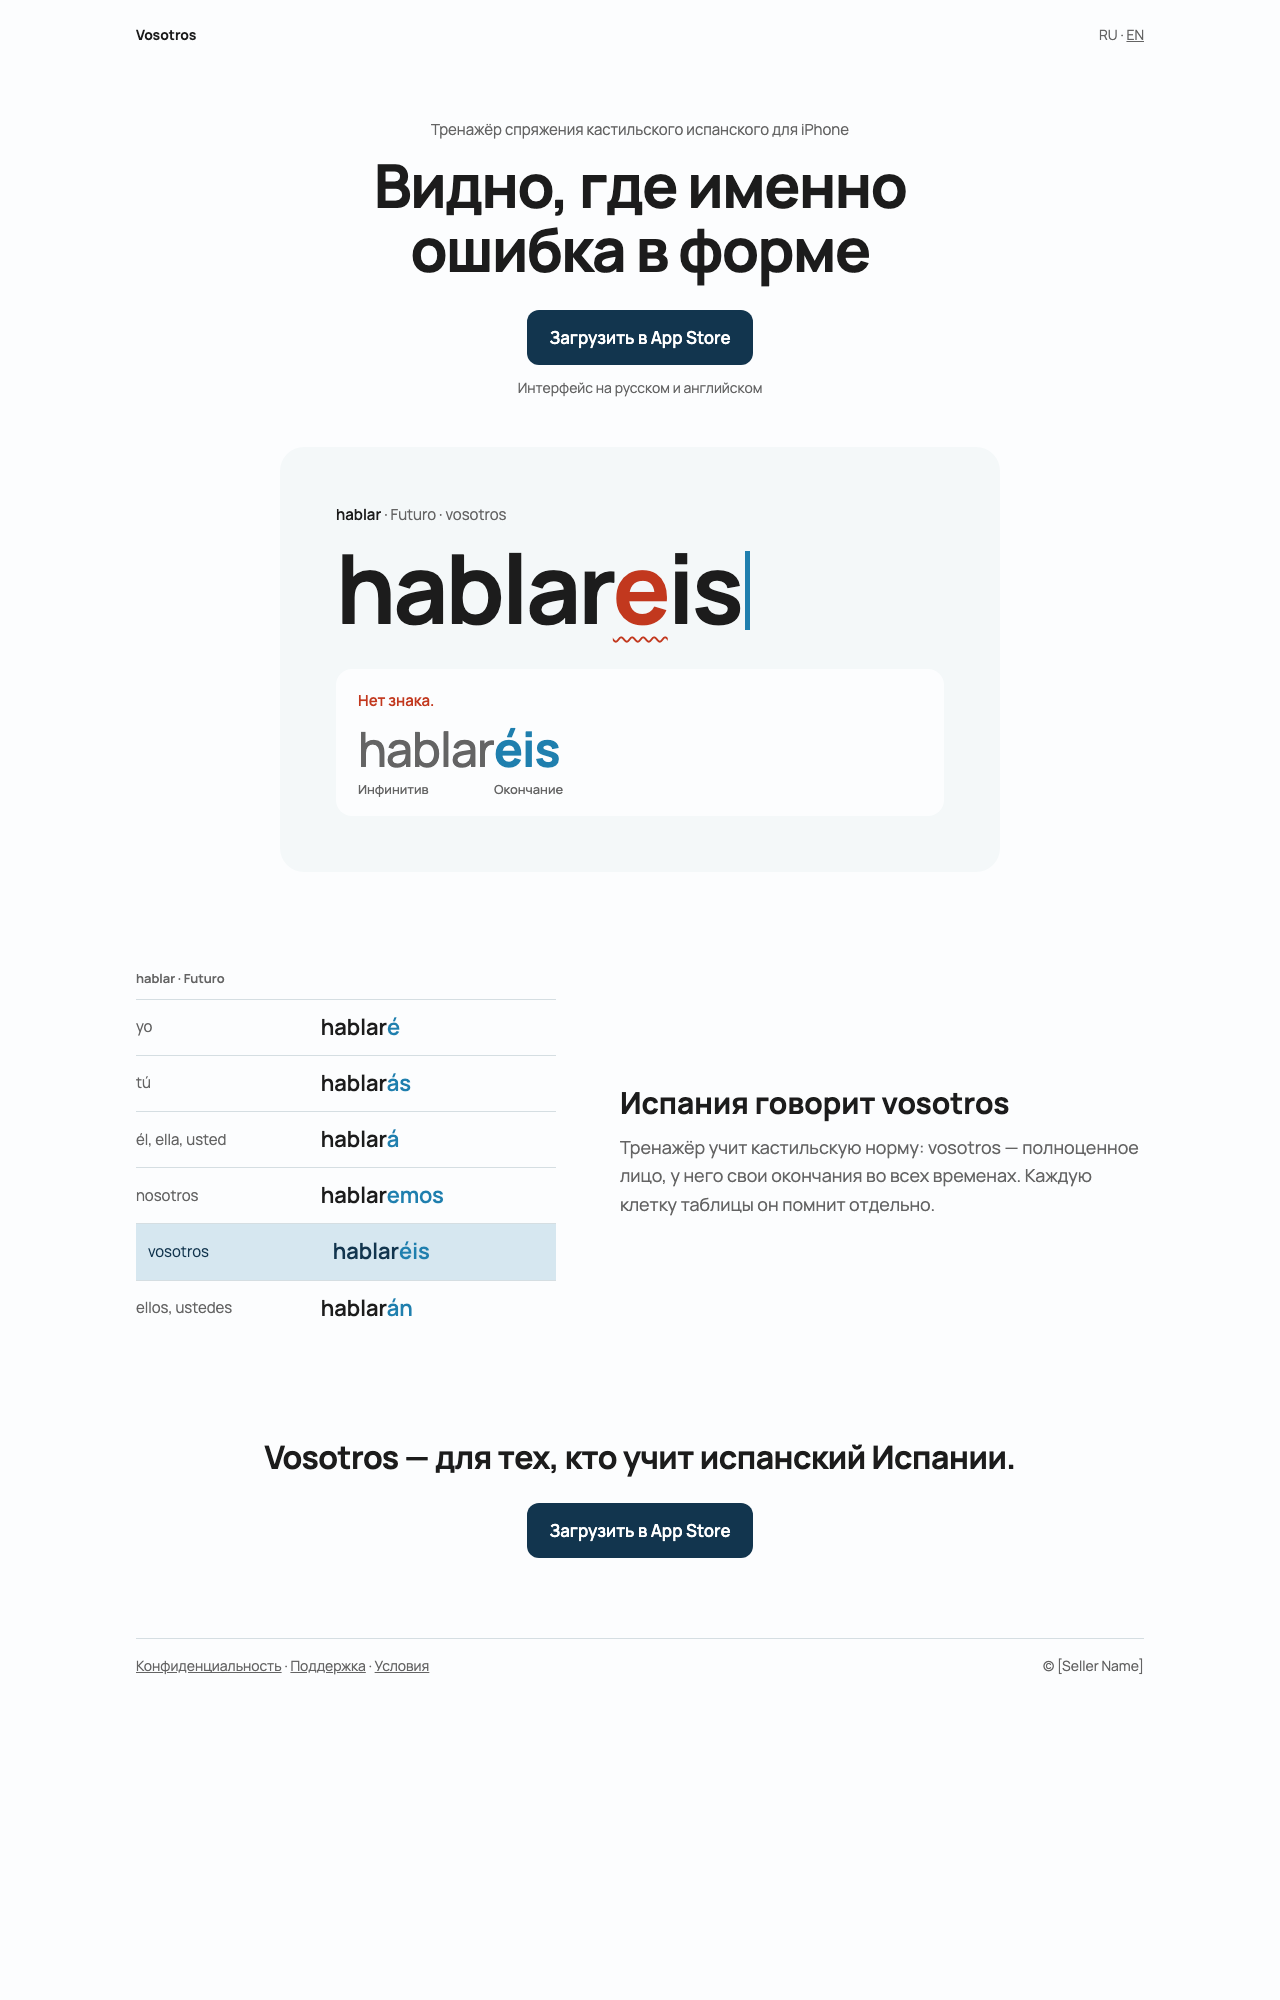 Vosotros
RU · EN
Тренажёр спряжения кастильского испанского для iPhone
Видно, где именно
ошибка в форме
Загрузить в App Store
Интерфейс на русском и английском
hablar · Futuro · vosotros
hablareis
Нет знака.
hablaréis
Инфинитив Окончание
hablar · Futuro
yo hablaré
tú hablarás
él, ella, usted hablará
nosotros hablaremos
vosotros hablaréis
ellos, ustedes hablarán
Испания говорит vosotros
Тренажёр учит кастильскую норму: vosotros — полноценное
лицо, у него свои окончания во всех временах. Каждую
клетку таблицы он помнит отдельно.
Vosotros — для тех, кто учит испанский Испании.
Загрузить в App Store
Конфиденциальность · Поддержка · Условия
© [Seller Name]